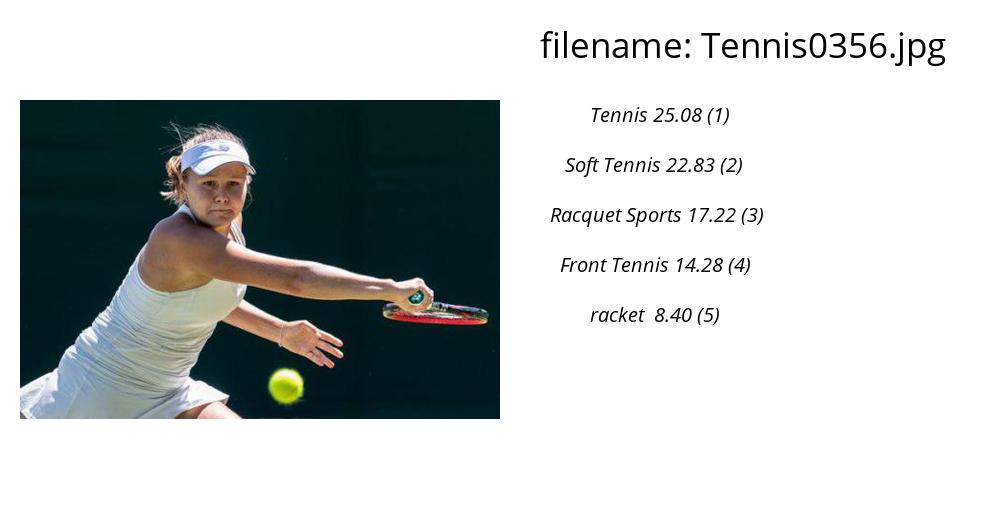 filename: Tennis0356.jpg
Tennis 25.08 (1)
Soft Tennis 22.83 (2)
Racquet Sports 17.22 (3)
Front Tennis 14.28 (4)
racket 8.40 (5)